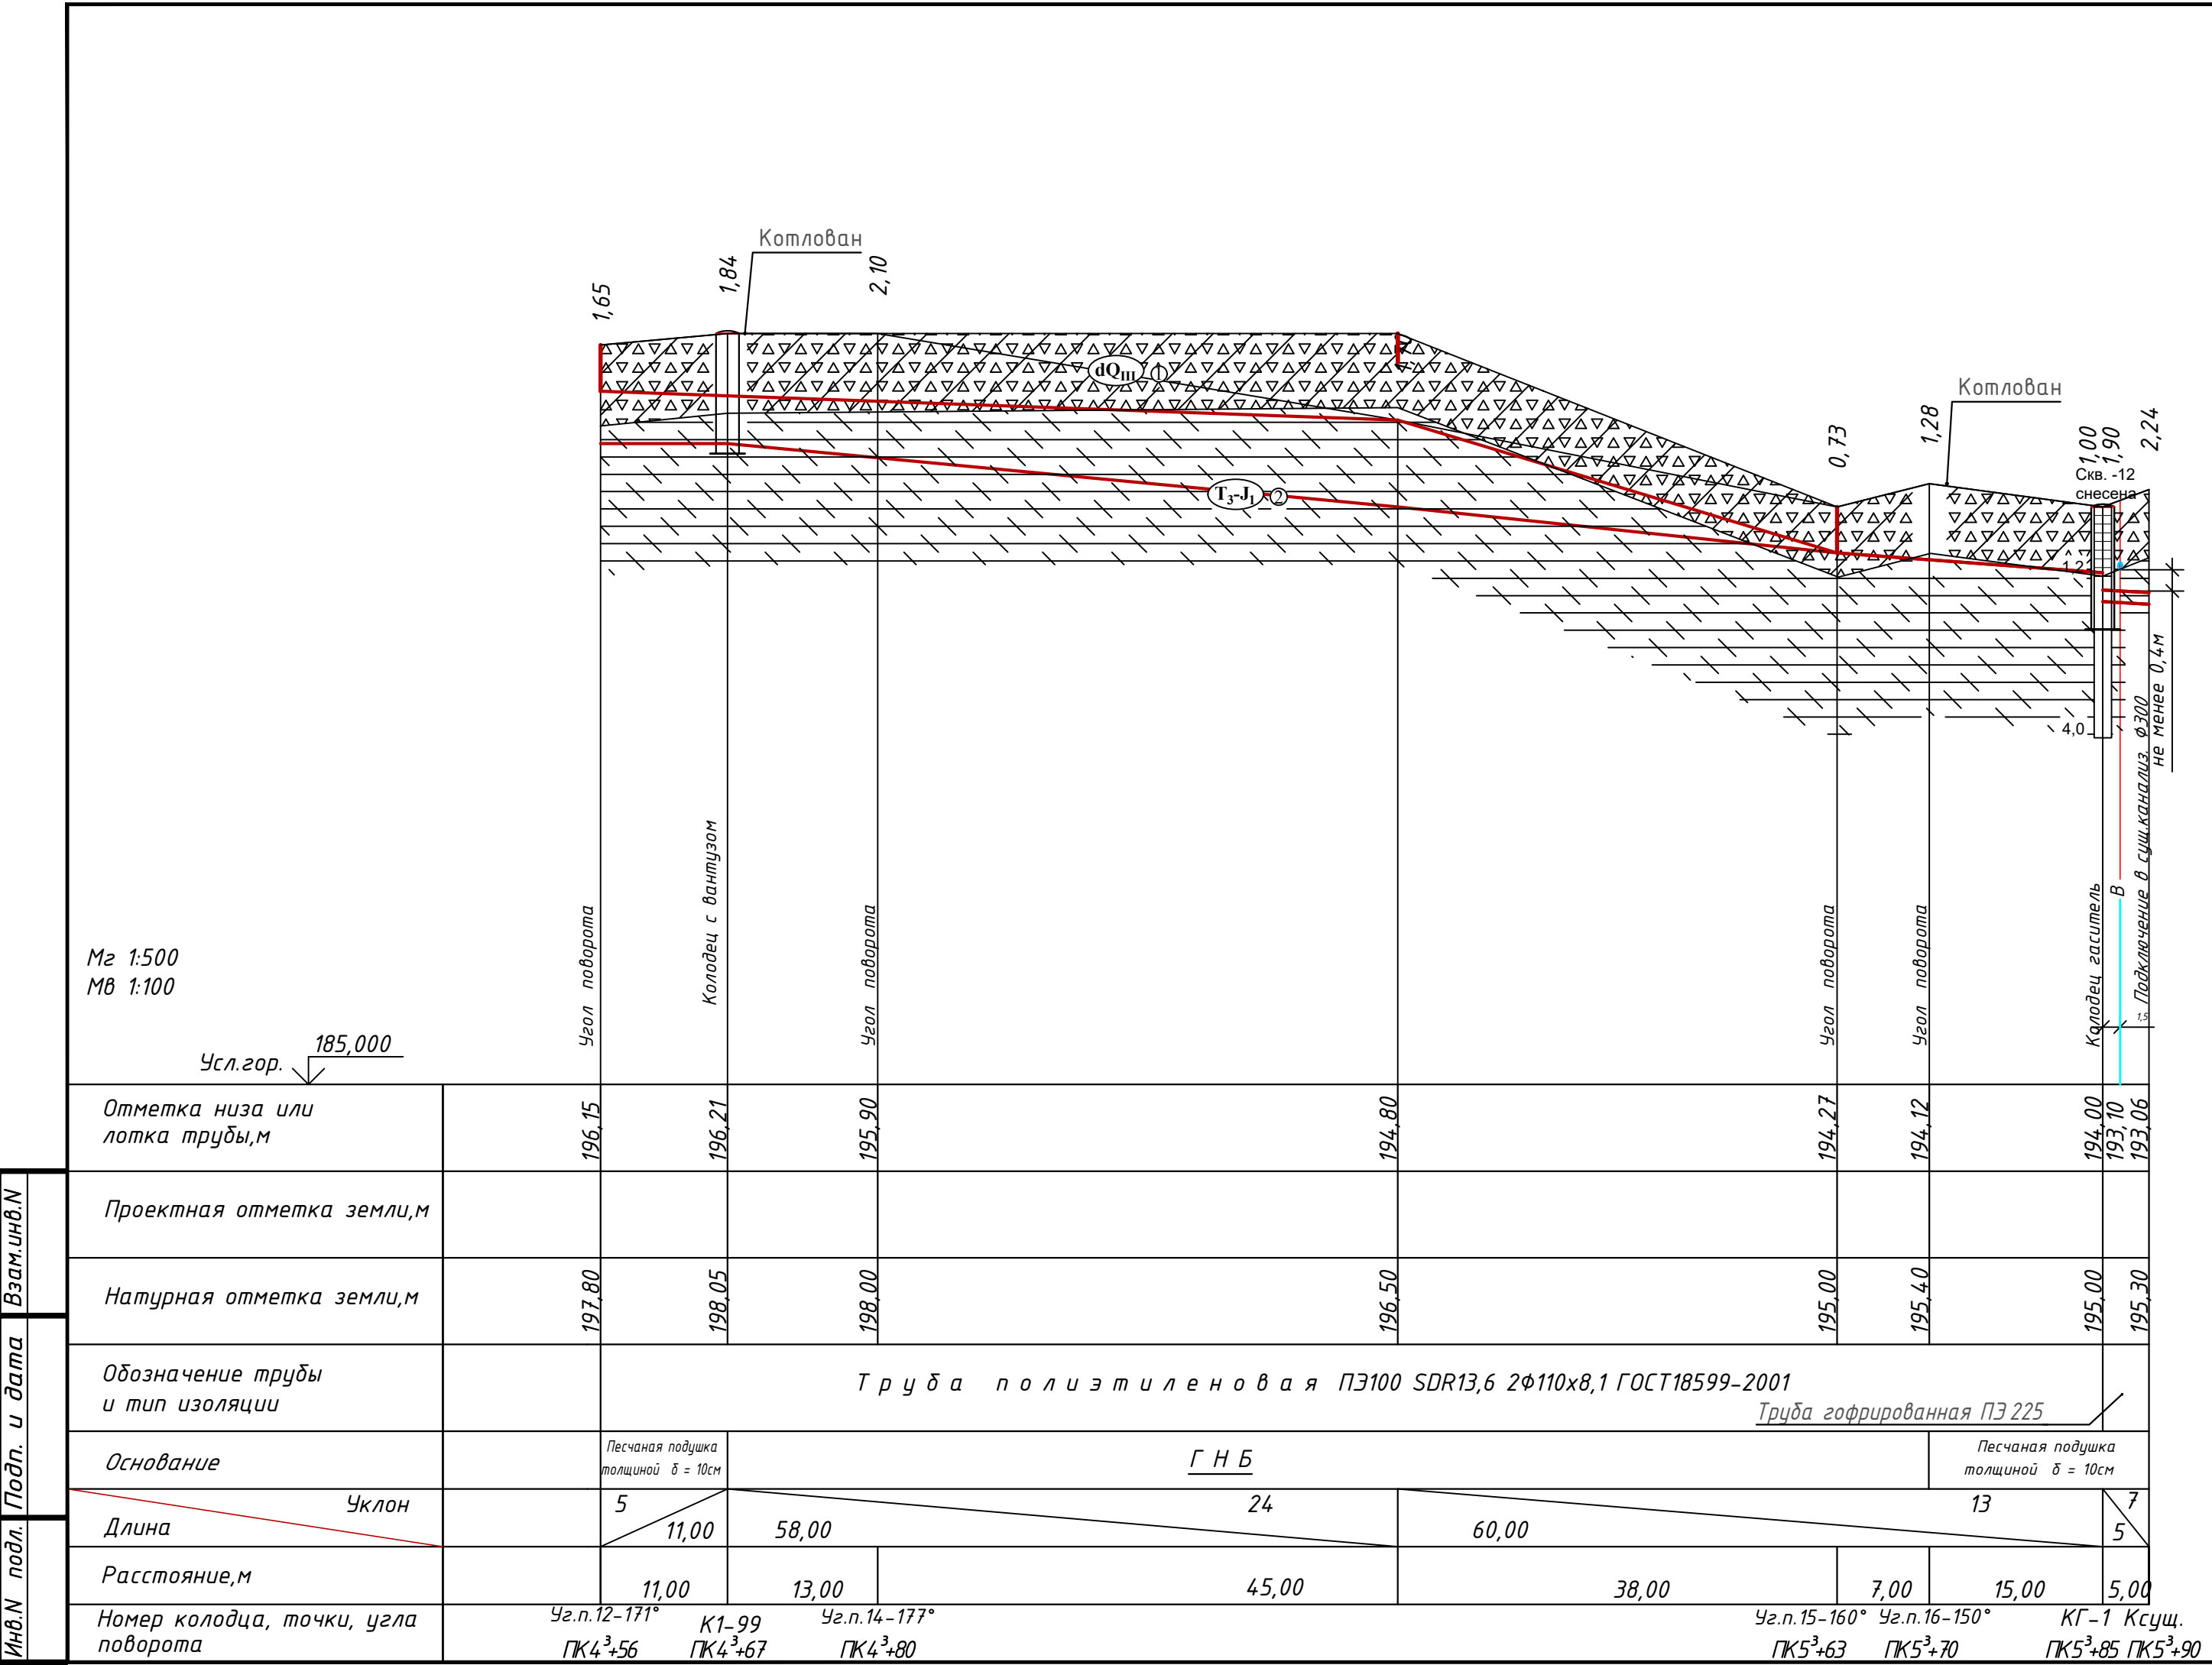 Котлован
1,65
1,84
2,10
dQIII 1
Котлован
0,73
1,28
1,00
1,90
2,24
Скв. -12
снесена
T3-J1 2
1,2
4,0
не менее 0,4м
Угол поворота
Колодец с вантузом
Угол поворота
Угол поворота
Угол поворота
Колодец гаситель
В
Подключение в сущ.канализ. Ф300
1,5
Мг 1:500
Мв 1:100
Усл.гор. 185,000
Отметка низа или
лотка трубы,м
196,15 196,21 195,90 194,80 194,27 194,12 194,00 193,10 193,06
Проектная отметка земли,м
Натурная отметка земли,м
197,80 198,05 198,00 196,50 195,00 195,40 195,00 195,30
Обозначение трубы
и тип изоляции
Труба полиэтиленовая ПЭ100 SDR13,6 2Ф110х8,1 ГОСТ18599-2001
Труба гофрированная ПЭ 225
Основание
Песчаная подушка
толщиной δ = 10см
Г Н Б
Песчаная подушка
толщиной δ = 10см
Уклон
5 24 13 7
Длина
11,00 58,00 60,00 5
Расстояние,м
11,00 13,00 45,00 38,00 7,00 15,00 5,00
Номер колодца, точки, угла
поворота
Уг.п.12-171° К1-99 Уг.п.14-177° Уг.п.15-160° Уг.п.16-150° КГ-1 Ксущ.
ПК4³+56 ПК4³+67 ПК4³+80 ПК5³+63 ПК5³+70 ПК5³+85 ПК5³+90
Взам.инв.N
Подп. и дата
Инв.N подл.